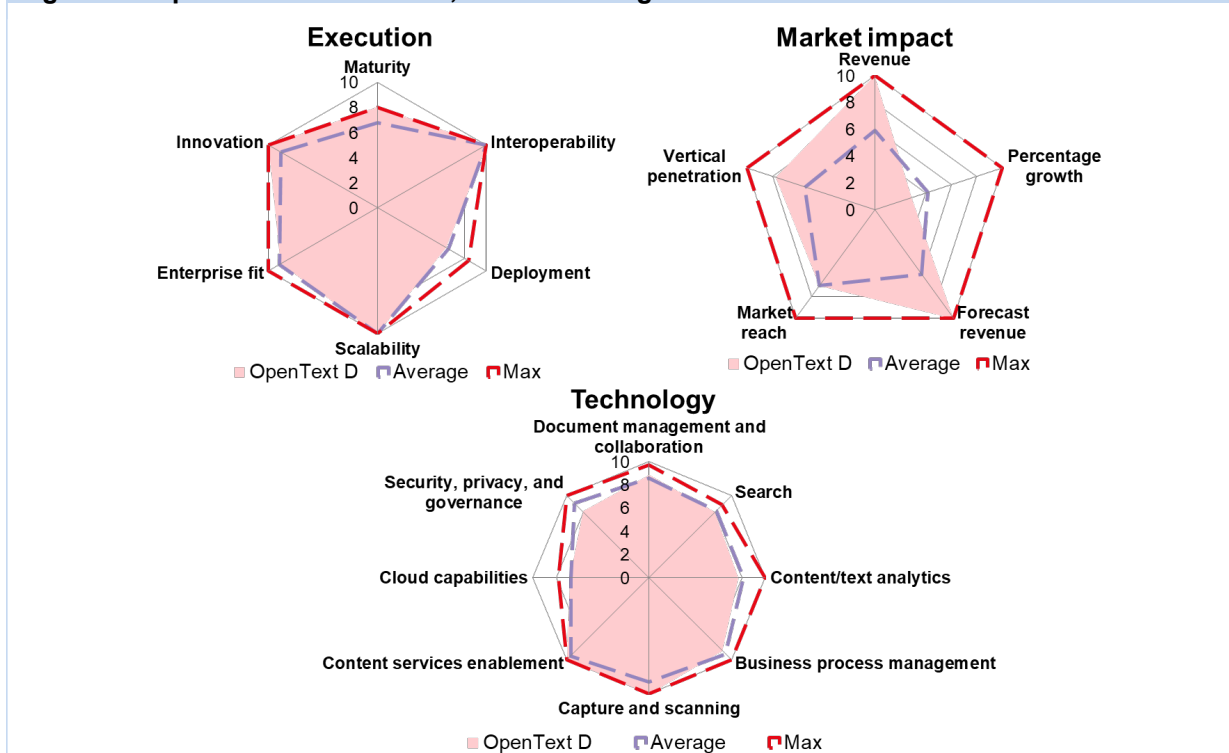 Execution
Maturity
10
8
6
4
2
0
Innovation
Interoperability
Enterprise fit
Deployment
Scalability
OpenText D
Average
Max
Market impact
Revenue
10
8
6
4
2
0
Vertical
penetration
Percentage
growth
Market
reach
Forecast
revenue
OpenText D
Average
Max
Technology
Document management and
collaboration
10
8
6
4
2
0
Security, privacy, and
governance
Search
Cloud capabilities
Content/text analytics
Content services enablement
Business process management
Capture and scanning
OpenText D
Average
Max